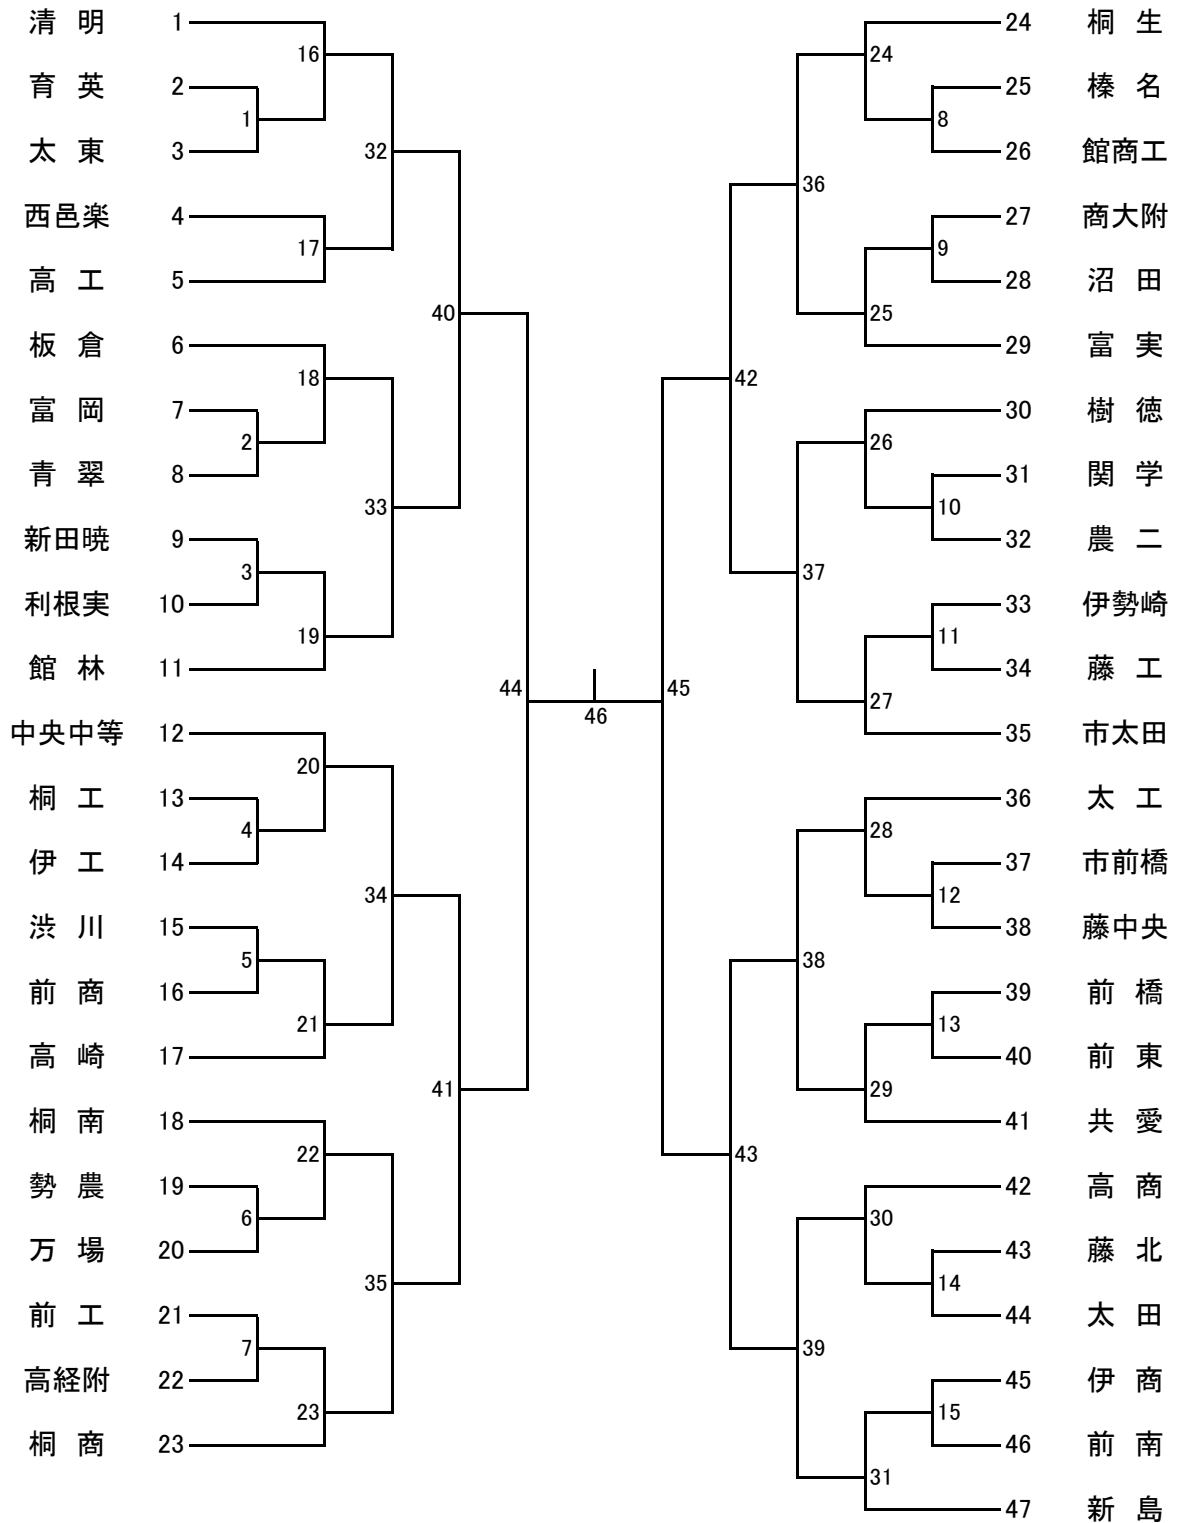 清 明 1 24 桐 生
16 24
育 英 2 25 榛 名
1 8
太 東 3 32 26 館商工
36
西邑楽 4 27 商大附
17 9
高 工 5 28 沼 田
40 25
板 倉 6 29 富 実
18 42
富 岡 7 30 樹 徳
2 26
青 翠 8 31 関 学
33 10
新田暁 9 32 農 二
3 37
利根実 10 33 伊勢崎
19 11
館 林 11 34 藤 工
44 45
27
46
中央中等 12 35 市太田
20
桐 工 13 36 太 工
4 28
伊 工 14 37 市前橋
34 12
渋 川 15 38 藤中央
5 38
前 商 16 39 前 橋
21 13
高 崎 17 40 前 東
41 29
桐 南 18 41 共 愛
22 43
勢 農 19 42 高 商
6 30
万 場 20 43 藤 北
35 14
前 工 21 44 太 田
7 39
高経附 22 45 伊 商
23 15
桐 商 23 46 前 南
31
47 新 島